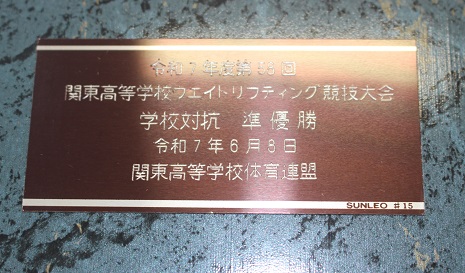 令和7年度第 回
関東高等学校ウエイトリフティング競技大会
学校対抗 準優勝
令和7年6月8日
関東高等学校体育連盟
SUNLEO #15